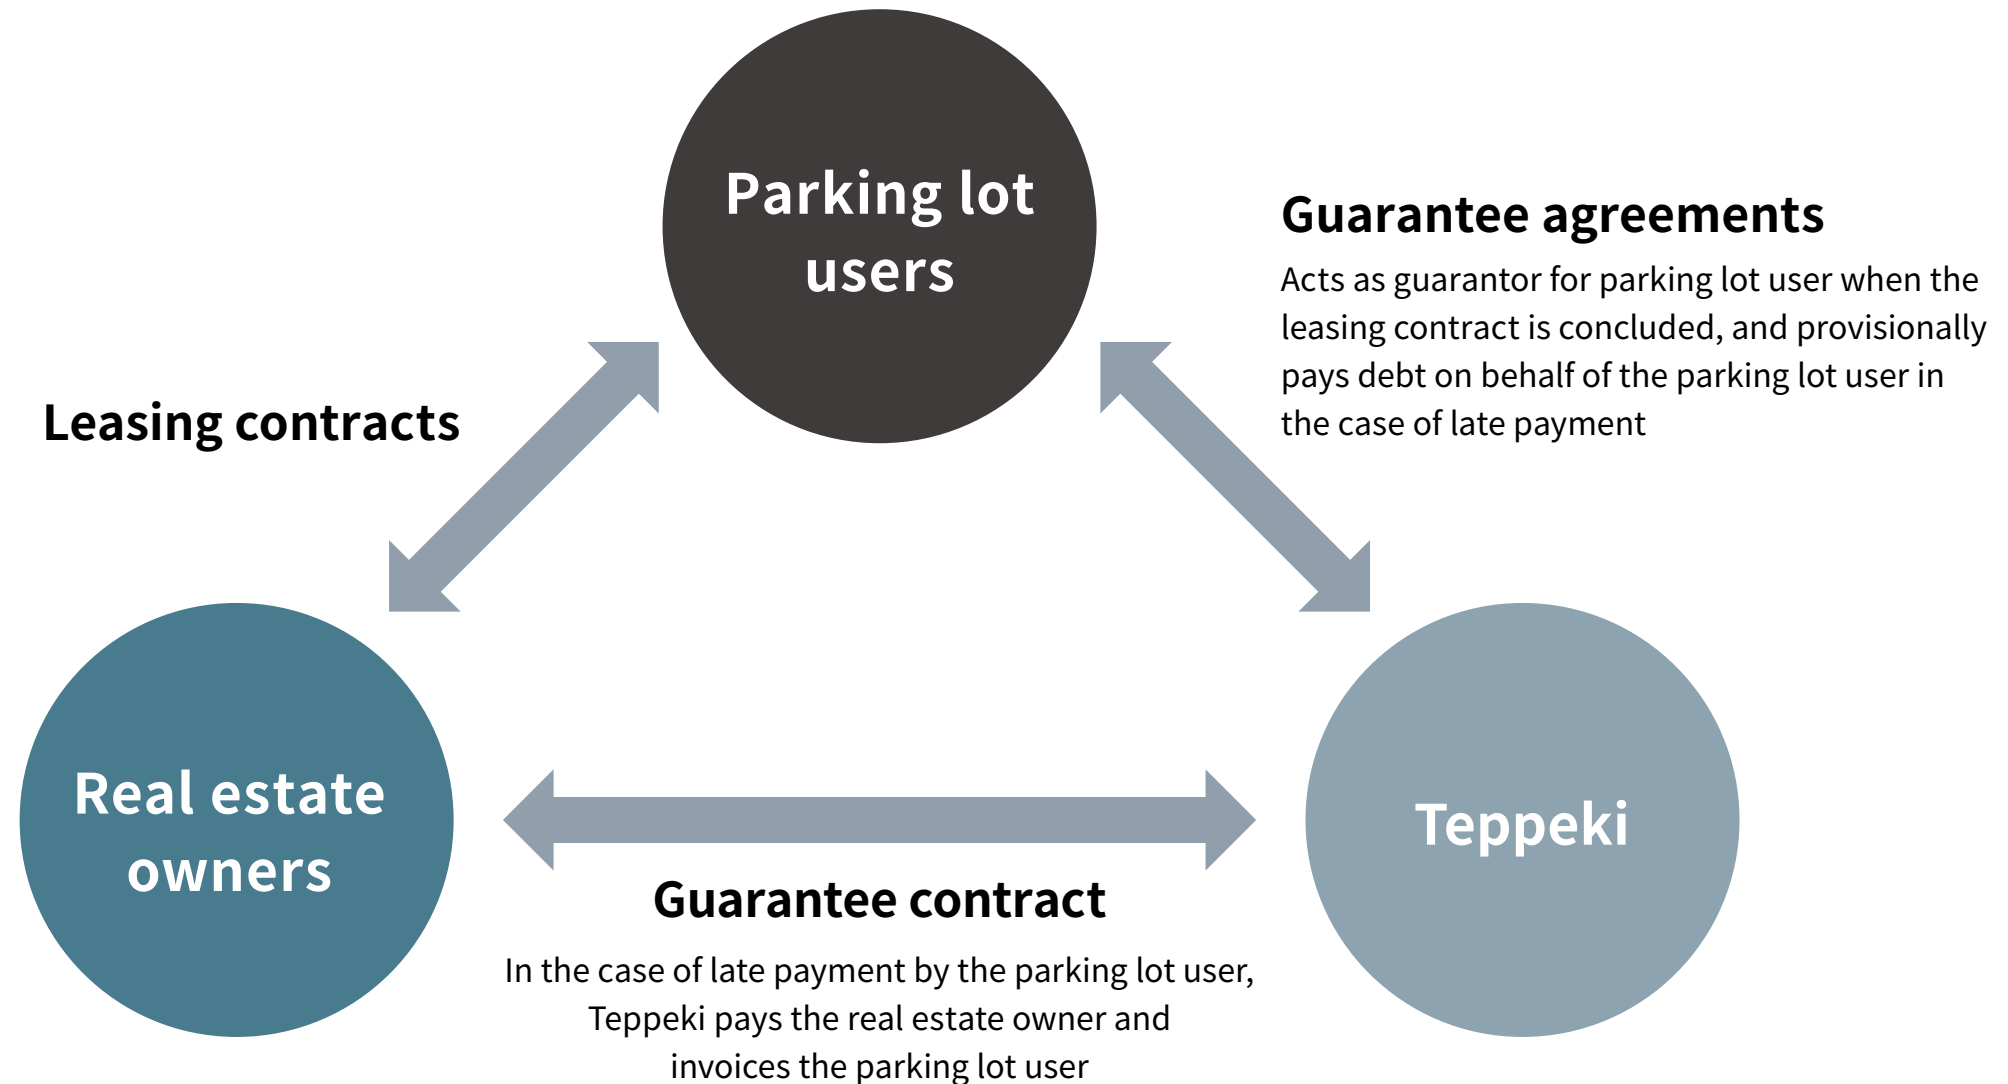 Parking lot
users
Guarantee agreements
Acts as guarantor for parking lot user when the
leasing contract is concluded, and provisionally
pays debt on behalf of the parking lot user in
the case of late payment
Leasing contracts
Real estate
owners
Teppeki
Guarantee contract
In the case of late payment by the parking lot user,
Teppeki pays the real estate owner and
invoices the parking lot user